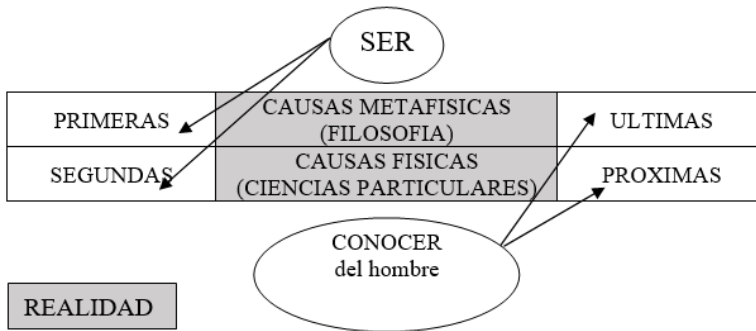 SER
PRIMERAS
CAUSAS METAFISICAS
(FILOSOFIA)
ULTIMAS
SEGUNDAS
CAUSAS FISICAS
(CIENCIAS PARTICULARES)
PROXIMAS
CONOCER
del hombre
REALIDAD